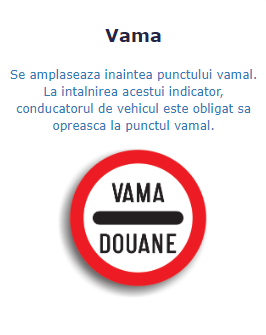 Vama
Se amplaseaza inaintea punctului vamal.
La intalnirea acestui indicator,
conducatorul de vehicul este obligat sa
opreasca la punctul vamal.
VAMA
DOUANE